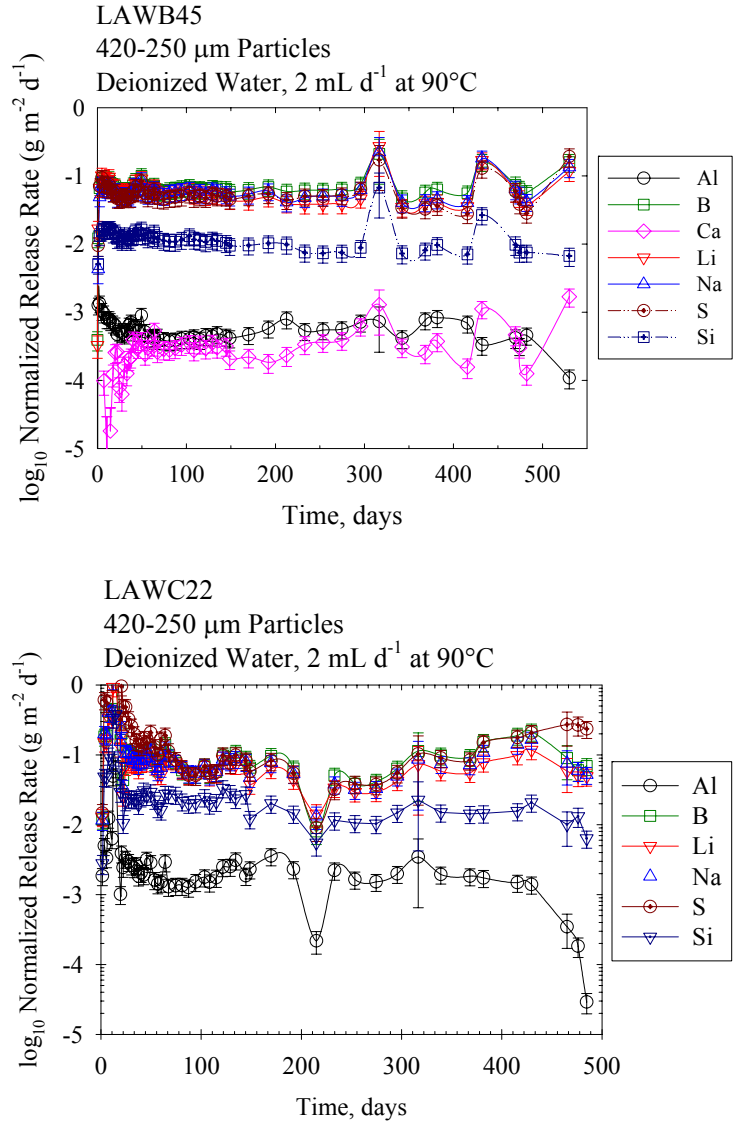 LAWB45
420-250 μm Particles
Deionized Water, 2 mL d⁻¹ at 90°C
log₁₀ Normalized Release Rate (g m⁻² d⁻¹)
0
-1
-2
-3
-4
-5
0 100 200 300 400 500
Time, days
Al
B
Ca
Li
Na
S
Si
LAWC22
420-250 μm Particles
Deionized Water, 2 mL d⁻¹ at 90°C
log₁₀ Normalized Release Rate (g m⁻² d⁻¹)
0
-1
-2
-3
-4
-5
0 100 200 300 400 500
Time, days
Al
B
Li
Na
S
Si